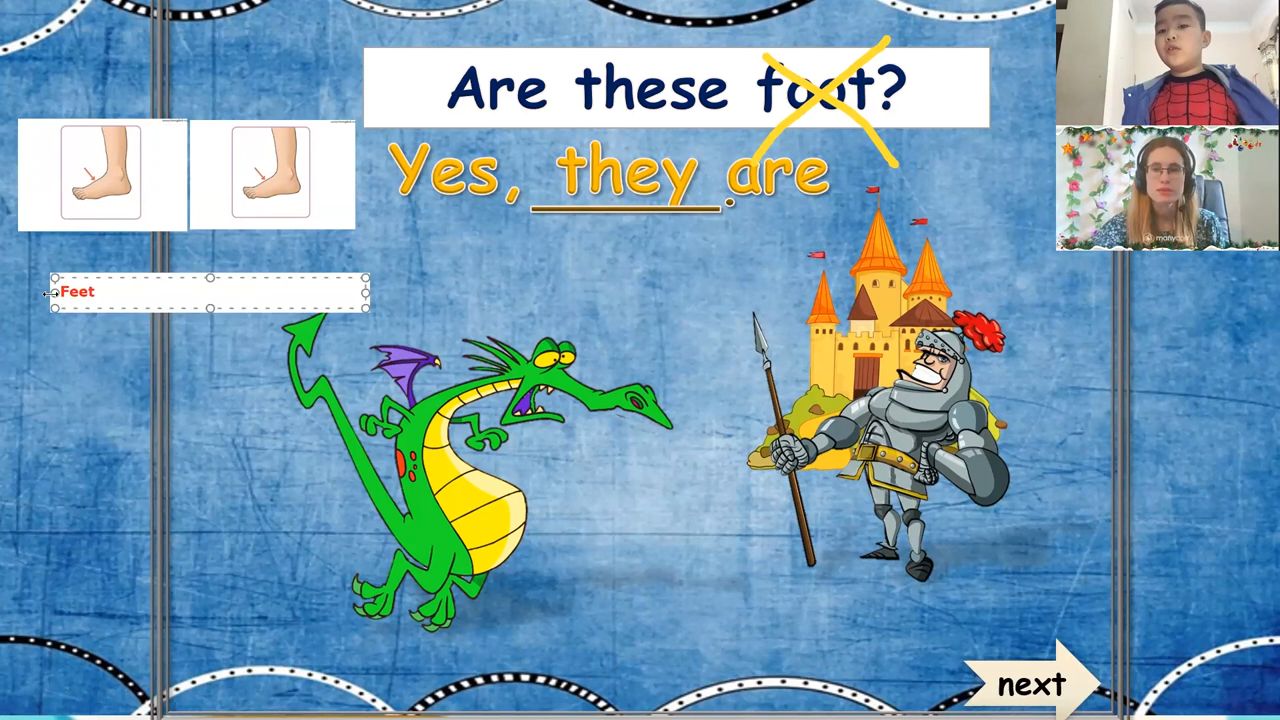 Are these foot?
Yes, they are.
Feet
next